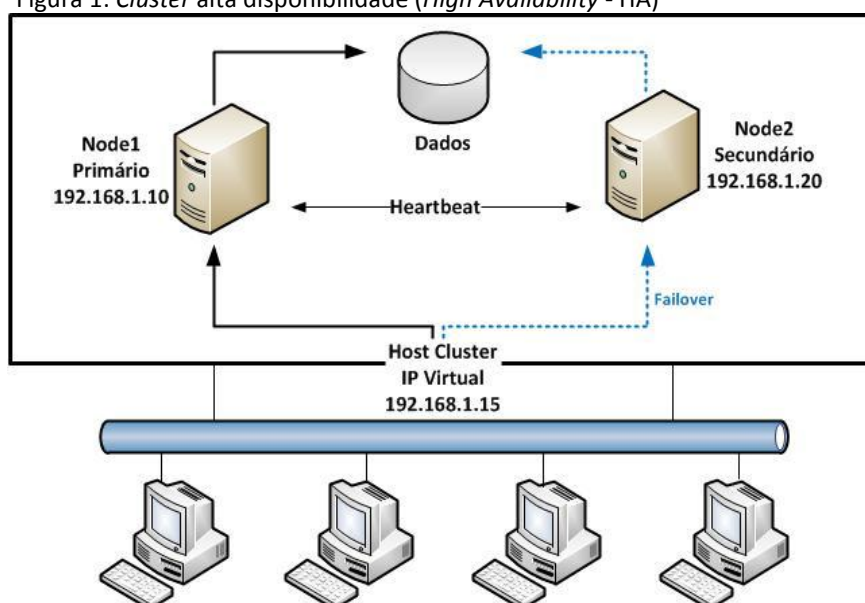 Figura 1: Cluster alta disponibilidade (High Availability - HA)
Dados
Node1
Primário
192.168.1.10
Node2
Secundário
192.168.1.20
Heartbeat
Failover
Host Cluster
IP Virtual
192.168.1.15